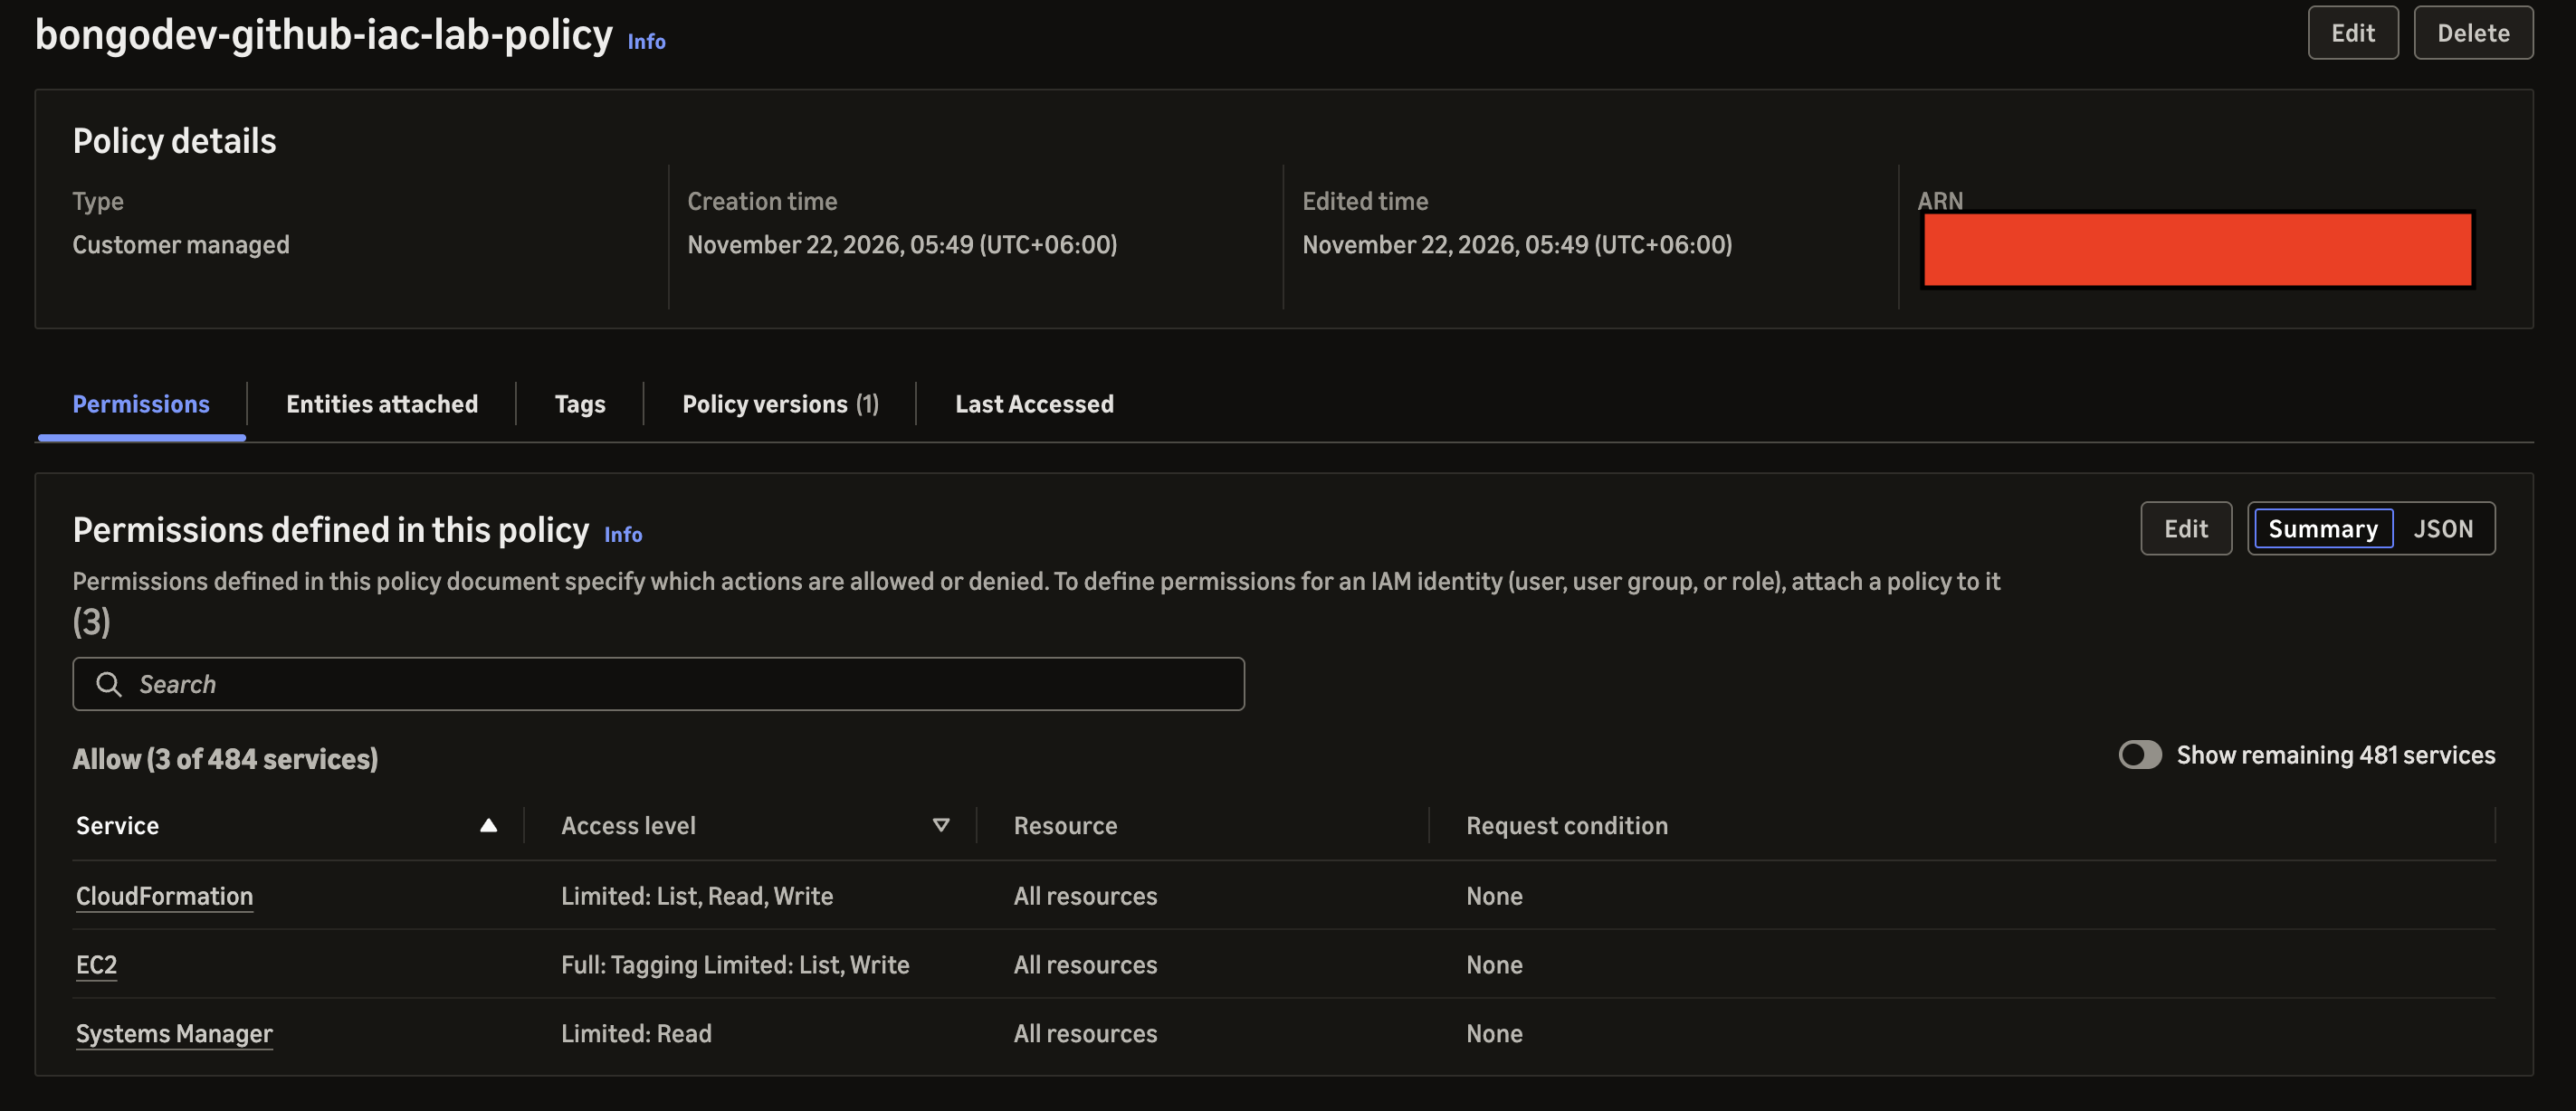 bongodev-github-iac-lab-policy Info
Edit Delete
Policy details
Type
Customer managed
Creation time
November 22, 2026, 05:49 (UTC+06:00)
Edited time
November 22, 2026, 05:49 (UTC+06:00)
ARN
Permissions Entities attached Tags Policy versions (1) Last Accessed
Permissions defined in this policy Info
Edit Summary JSON
Permissions defined in this policy document specify which actions are allowed or denied. To define permissions for an IAM identity (user, user group, or role), attach a policy to it
(3)
Search
Allow (3 of 484 services)
Show remaining 481 services
Service Access level Resource Request condition
CloudFormation Limited: List, Read, Write All resources None
EC2 Full: Tagging Limited: List, Write All resources None
Systems Manager Limited: Read All resources None